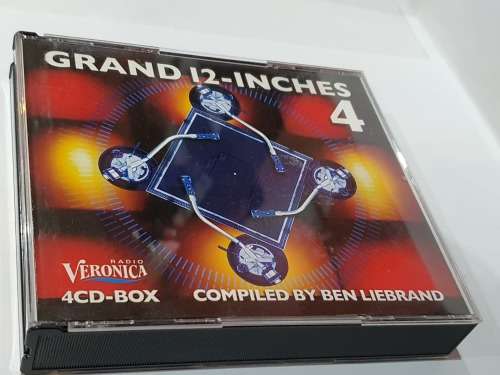 GRAND 12-INCHES
4
RADIO
VERONICA
4CD-BOX
COMPILED BY BEN LIEBRAND